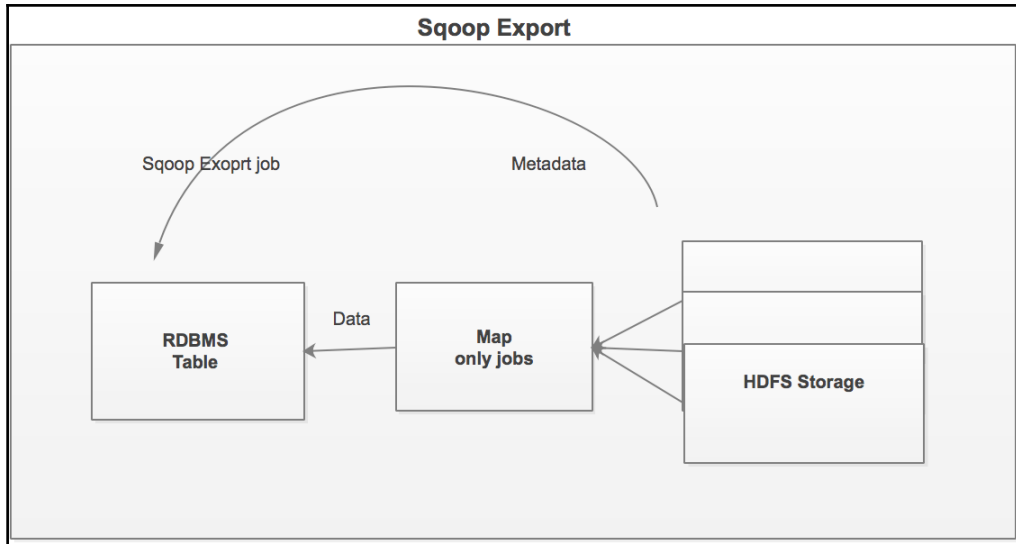 Sqoop Export
Sqoop Exoprt job
Metadata
Data
RDBMS
Table
Map
only jobs
HDFS Storage